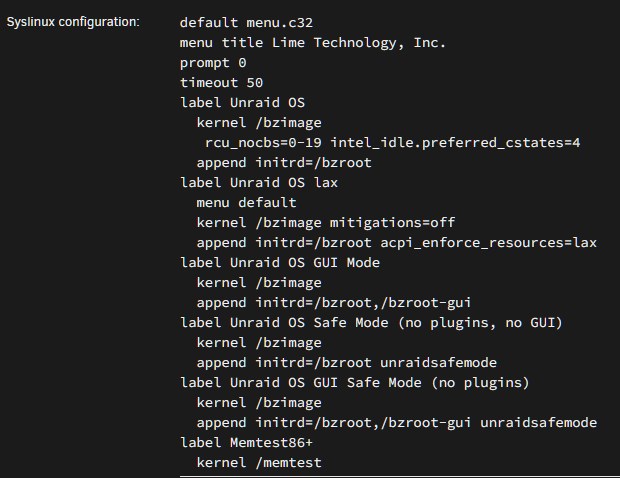 Syslinux configuration:
default menu.c32
menu title Lime Technology, Inc.
prompt 0
timeout 50
label Unraid OS
  kernel /bzimage
   rcu_nocbs=0-19 intel_idle.preferred_cstates=4
  append initrd=/bzroot
label Unraid OS lax
  menu default
  kernel /bzimage mitigations=off
  append initrd=/bzroot acpi_enforce_resources=lax
label Unraid OS GUI Mode
  kernel /bzimage
  append initrd=/bzroot,/bzroot-gui
label Unraid OS Safe Mode (no plugins, no GUI)
  kernel /bzimage
  append initrd=/bzroot unraidsafemode
label Unraid OS GUI Safe Mode (no plugins)
  kernel /bzimage
  append initrd=/bzroot,/bzroot-gui unraidsafemode
label Memtest86+
  kernel /memtest